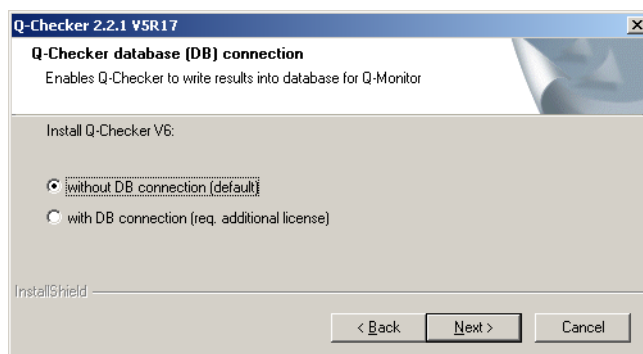 Q-Checker 2.2.1 V5R17
Q-Checker database (DB) connection
Enables Q-Checker to write results into database for Q-Monitor
Install Q-Checker V6:
without DB connection (default)
with DB connection (req. additional license)
InstallShield
< Back Next > Cancel